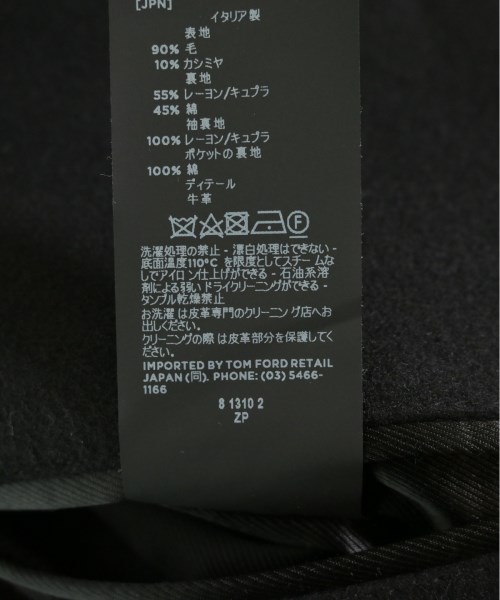 [JPN]
イタリア製
表地
90% 毛
10% カシミヤ
裏地
55% レーヨン/キュプラ
45% 綿
袖裏地
100% レーヨン/キュプラ
ポケットの裏地
100% 綿
ディテール
牛革
洗濯処理の禁止 - 漂白処理はできない -
底面温度110°C を限度としてスチームなし
でアイロン仕上げができる - 石油系溶
剤による弱いドライクリーニングができる -
タンブル乾燥禁止
お洗濯は皮革専門のクリーニング店へお
出しください。
クリーニングの際は皮革部分を保護してく
ださい。
IMPORTED BY TOM FORD RETAIL
JAPAN (同). PHONE: (03) 5466-
1166
8 1310 2
ZP